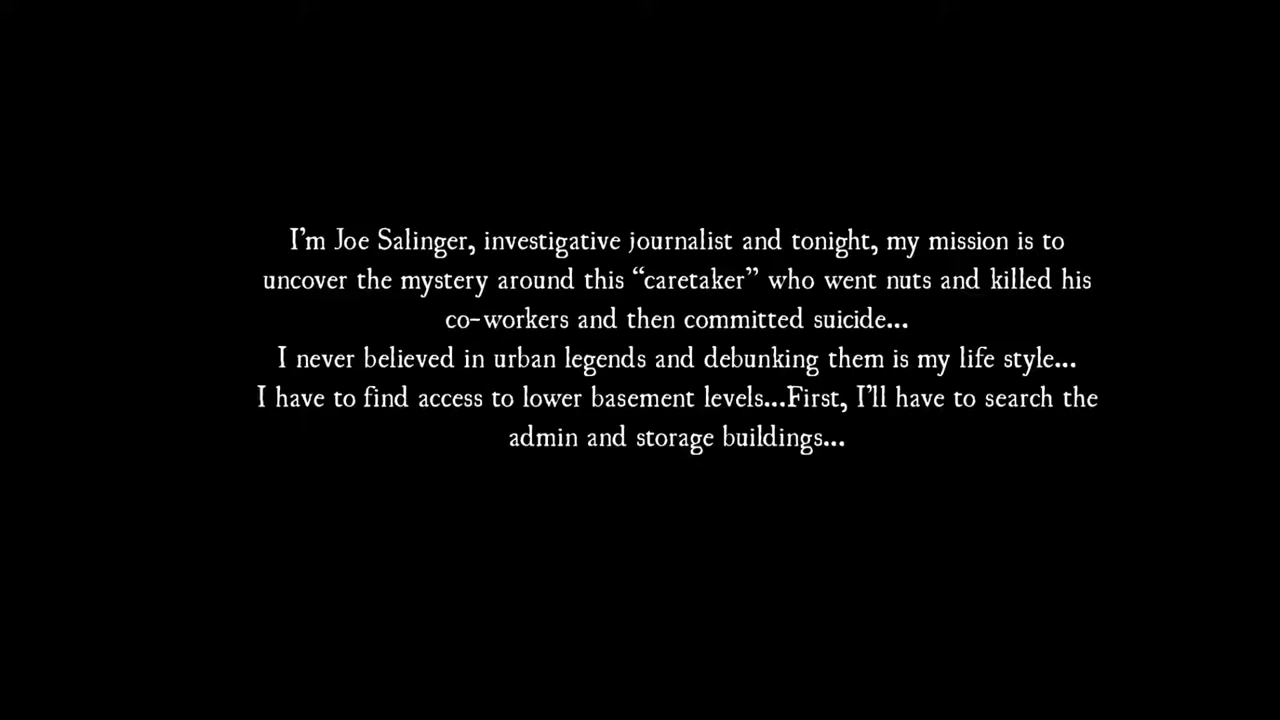 I'm Joe Salinger, investigative journalist and tonight, my mission is to
uncover the mystery around this “caretaker” who went nuts and killed his
co-workers and then committed suicide...
I never believed in urban legends and debunking them is my life style...
I have to find access to lower basement levels...First, I'll have to search the
admin and storage buildings...